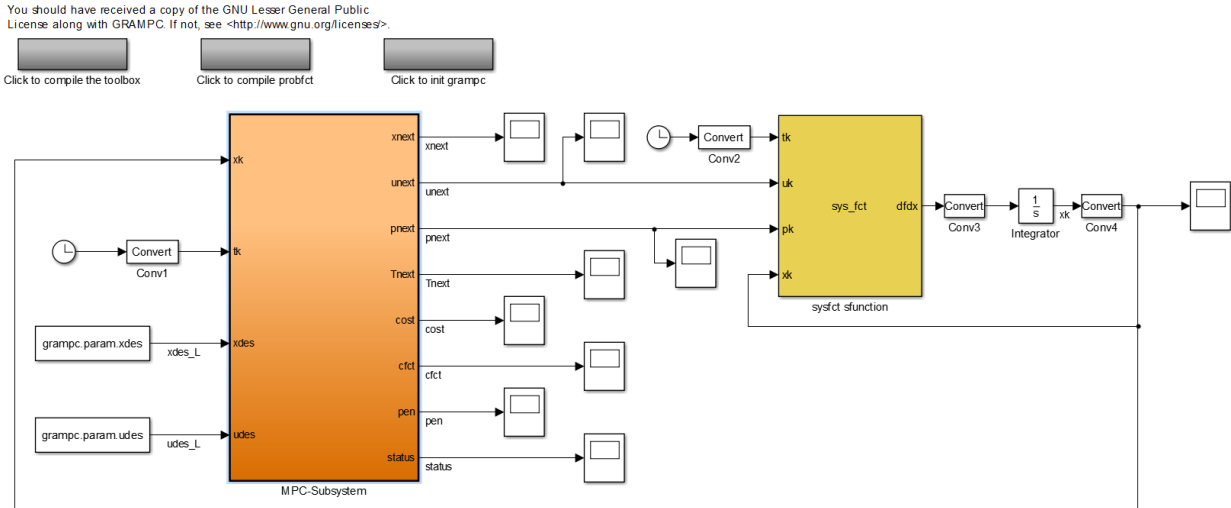 You should have received a copy of the GNU Lesser General Public
License along with GRAMPC. If not, see <http://www.gnu.org/licenses/>.
Click to compile the toolbox
Click to compile probfct
Click to init grampc
xk
tk
xdes
udes
xnext
unext
pnext
Tnext
cost
cfct
pen
status
MPC-Subsystem
Convert
Conv1
grampc.param.xdes
xdes_L
grampc.param.udes
udes_L
xnext
unext
pnext
Tnext
cost
cfct
pen
status
Convert
Conv2
tk
uk
pk
xk
sys_fct
dfdx
sysfct sfunction
Convert
Conv3
1
s
Integrator
xk
Convert
Conv4